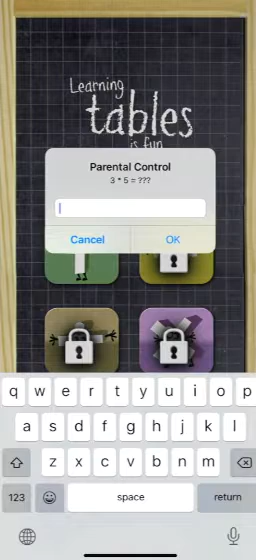 Learning
tables
is fun
Parental Control
3 * 5 = ???
Cancel
OK
q w e r t y u i o p
a s d f g h j k l
z x c v b n m
123
space
return